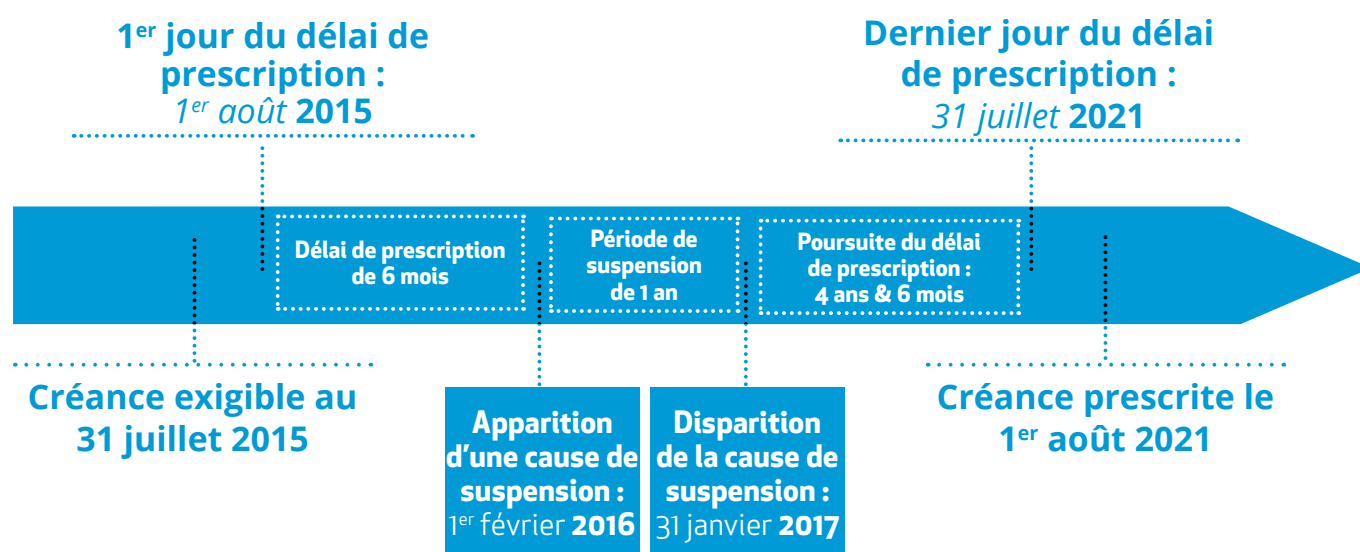 1er jour du délai de
prescription :
1er août 2015
Dernier jour du délai
de prescription :
31 juillet 2021
Délai de prescription
de 6 mois
Période de
suspension
de 1 an
Poursuite du délai
de prescription :
4 ans & 6 mois
Créance exigible au
31 juillet 2015
Apparition
d'une cause de
suspension :
1er février 2016
Disparition
de la cause de
suspension :
31 janvier 2017
Créance prescrite le
1er août 2021